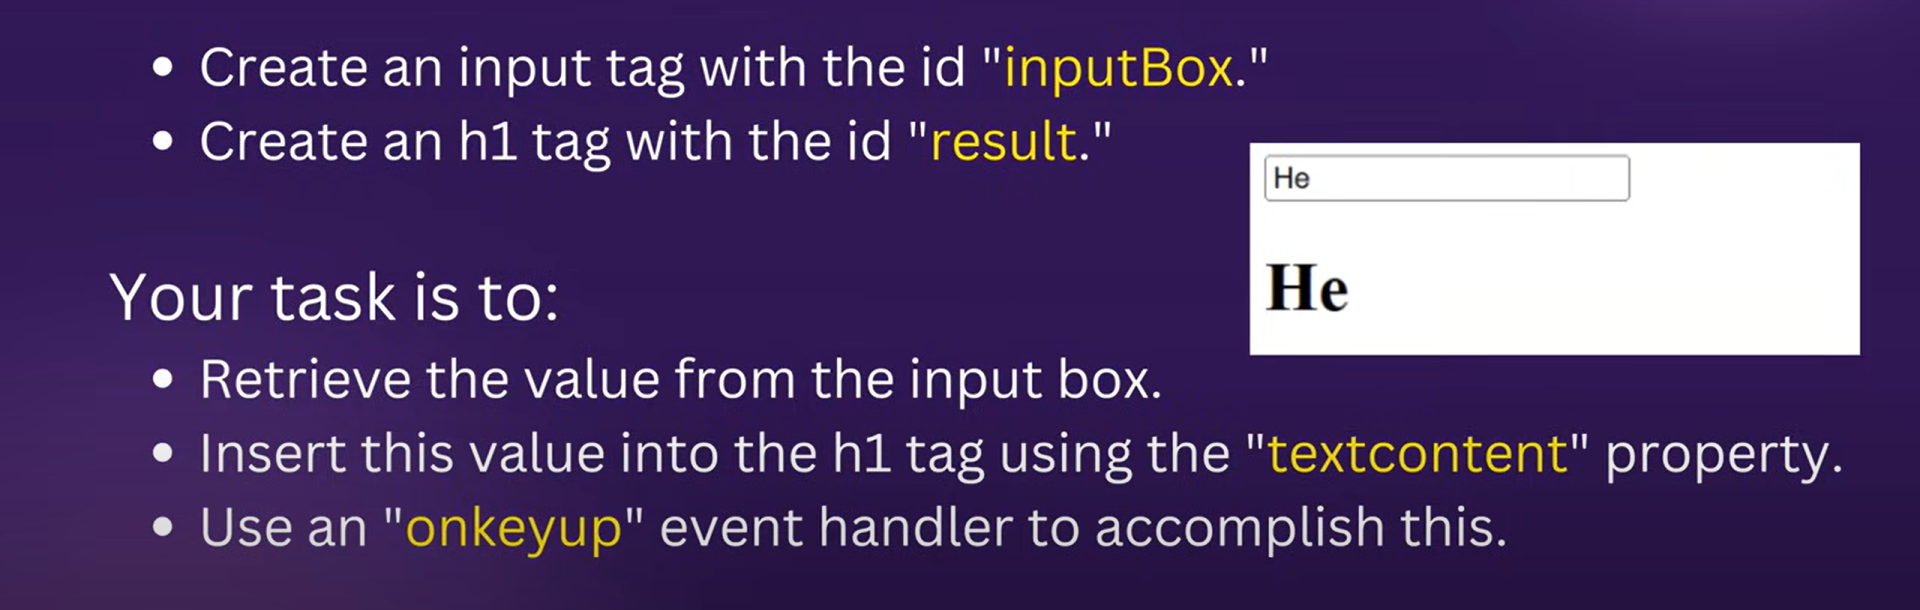 • Create an input tag with the id "inputBox."
• Create an h1 tag with the id "result."
He
He
Your task is to:
• Retrieve the value from the input box.
• Insert this value into the h1 tag using the "textcontent" property.
• Use an "onkeyup" event handler to accomplish this.